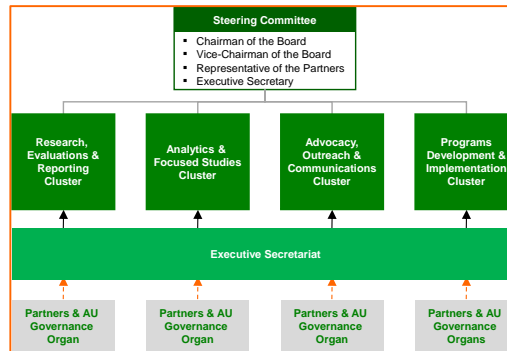 Steering Committee
▪ Chairman of the Board
▪ Vice-Chairman of the Board
▪ Representative of the Partners
▪ Executive Secretary
Research,
Evaluations &
Reporting
Cluster
Analytics &
Focused Studies
Cluster
Advocacy,
Outreach &
Communications
Cluster
Programs
Development &
Implementation
Cluster
Executive Secretariat
Partners & AU
Governance
Organ
Partners & AU
Governance
Organ
Partners & AU
Governance
Organ
Partners & AU
Governance
Organs